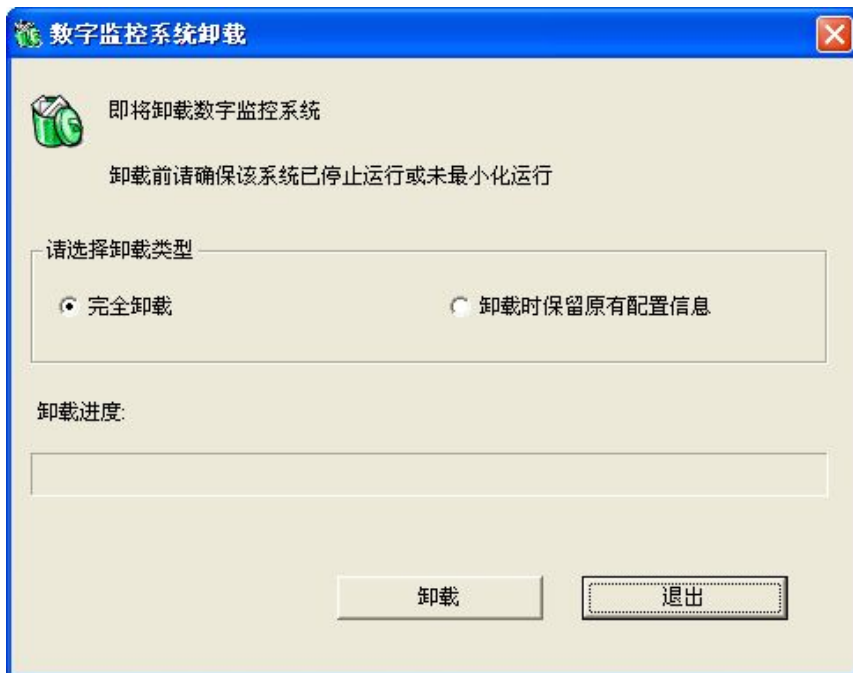 数字监控系统卸载
即将卸载数字监控系统
卸载前请确保该系统已停止运行或未最小化运行
请选择卸载类型
完全卸载
卸载时保留原有配置信息
卸载进度:
卸载
退出